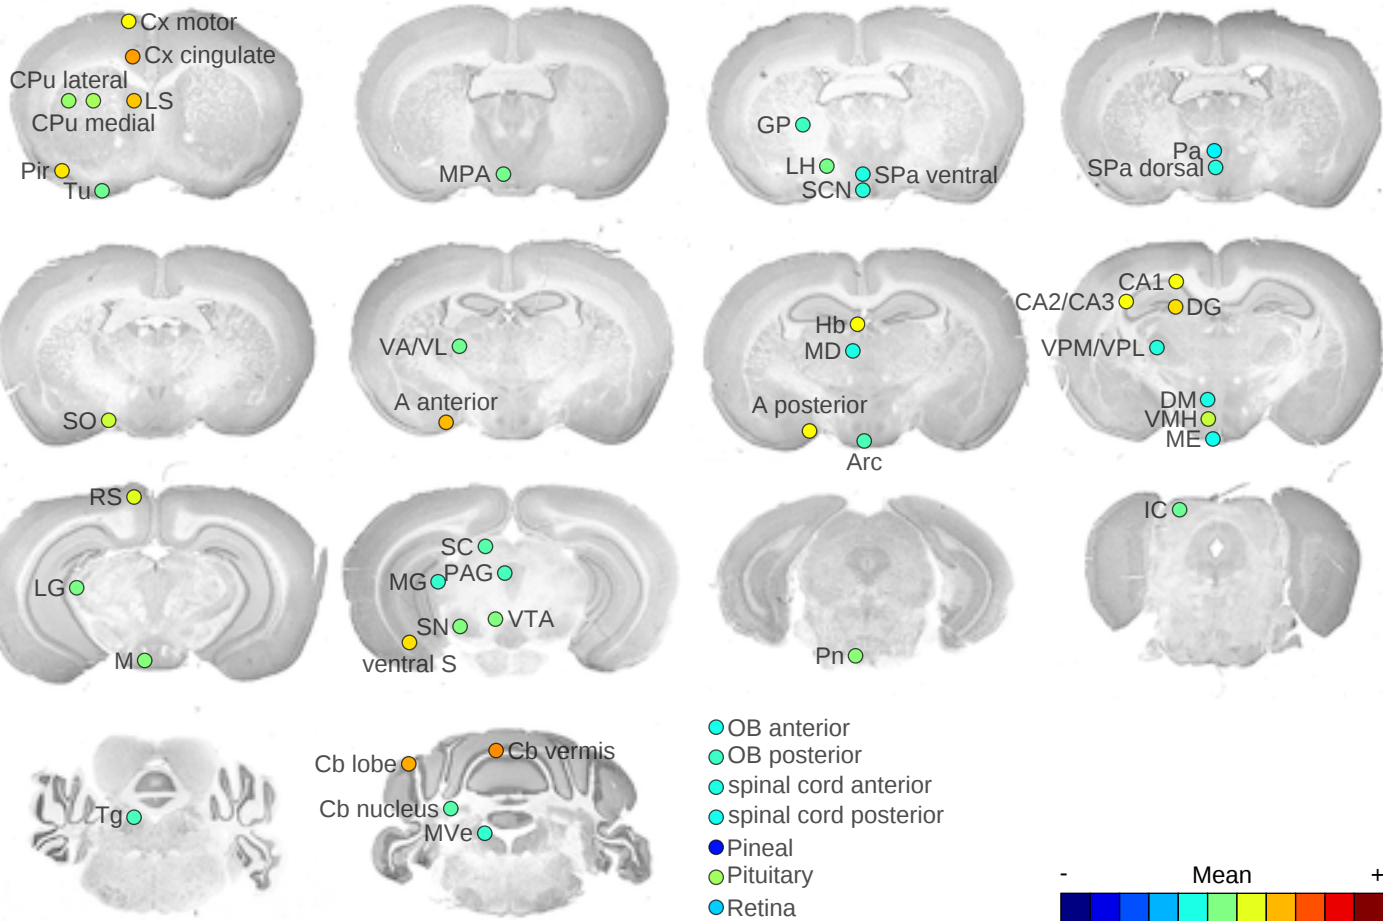 Cx motor
Cx cingulate
CPu lateral
LS
CPu medial
Pir
Tu
MPA
GP
LH
SPa ventral
SCN
Pa
SPa dorsal
SO
VA/VL
A anterior
Hb
MD
A posterior
Arc
CA1
CA2/CA3
DG
VPM/VPL
DM
VMH
ME
RS
LG
M
SC
PAG
MG
VTA
SN
ventral S
Pn
IC
Tg
Cb lobe
Cb vermis
Cb nucleus
MVe
OB anterior
OB posterior
spinal cord anterior
spinal cord posterior
Pineal
Pituitary
Retina
- Mean +